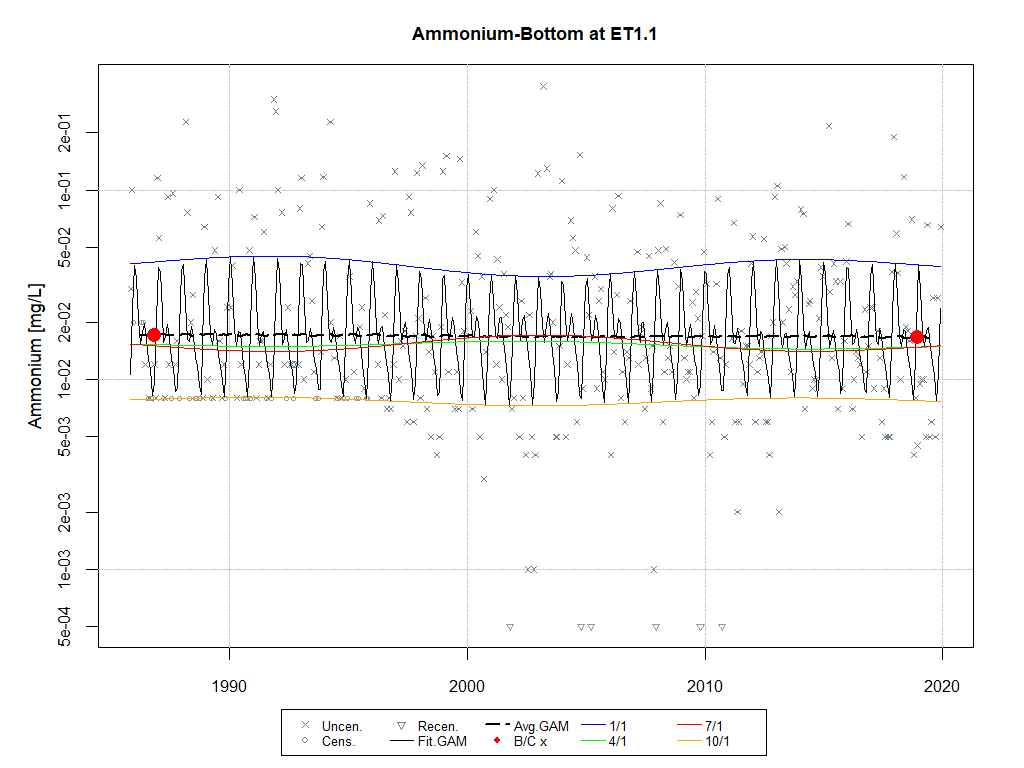 Ammonium-Bottom at ET1.1
Ammonium [mg/L]
2e-01
1e-01
5e-02
2e-02
1e-02
5e-03
2e-03
1e-03
5e-04
1990 2000 2010 2020
Uncen. Recen. Avg.GAM 1/1 7/1
Cens. Fit.GAM B/C x 4/1 10/1